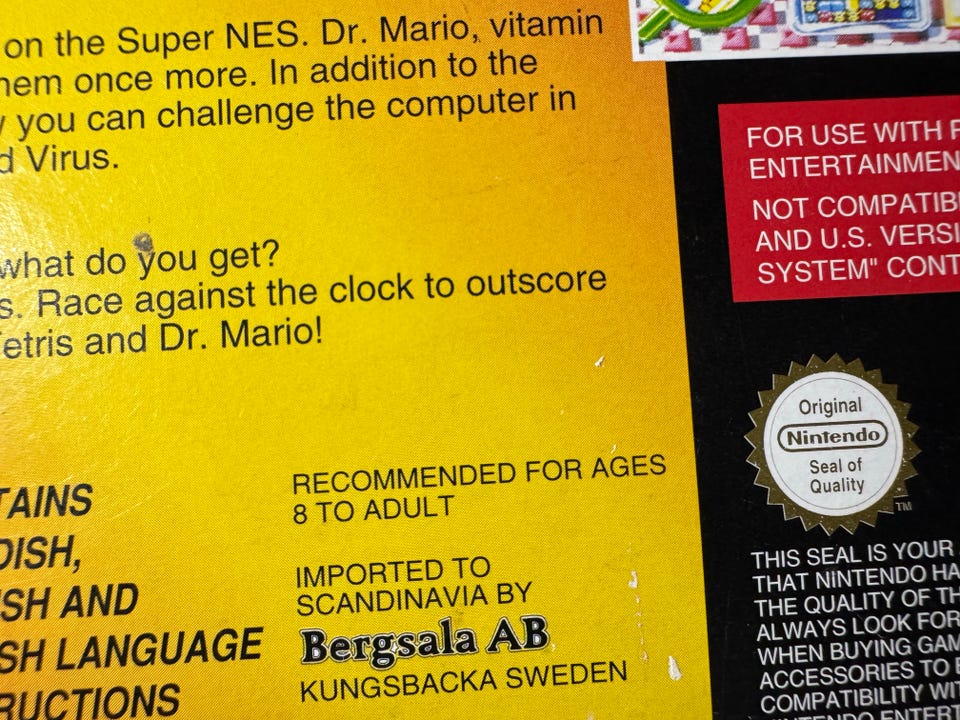 on the Super NES. Dr. Mario, vitamin
hem once more. In addition to the
y you can challenge the computer in
d Virus.
what do you get?
s. Race against the clock to outscore
etris and Dr. Mario!
TAINS
DISH,
ISH AND
SH LANGUAGE
RUCTIONS
RECOMMENDED FOR AGES
8 TO ADULT
IMPORTED TO
SCANDINAVIA BY
Bergsala AB
KUNGSBACKA SWEDEN
FOR USE WITH P
ENTERTAINMEN
NOT COMPATIB
AND U.S. VERSI
SYSTEM" CONT
Original
Nintendo
Seal of
Quality
TM
THIS SEAL IS YOUR
THAT NINTENDO HA
THE QUALITY OF TH
ALWAYS LOOK FOR
WHEN BUYING GAM
ACCESSORIES TO E
COMPATIBILITY WIT
NINTENDO ENTERT